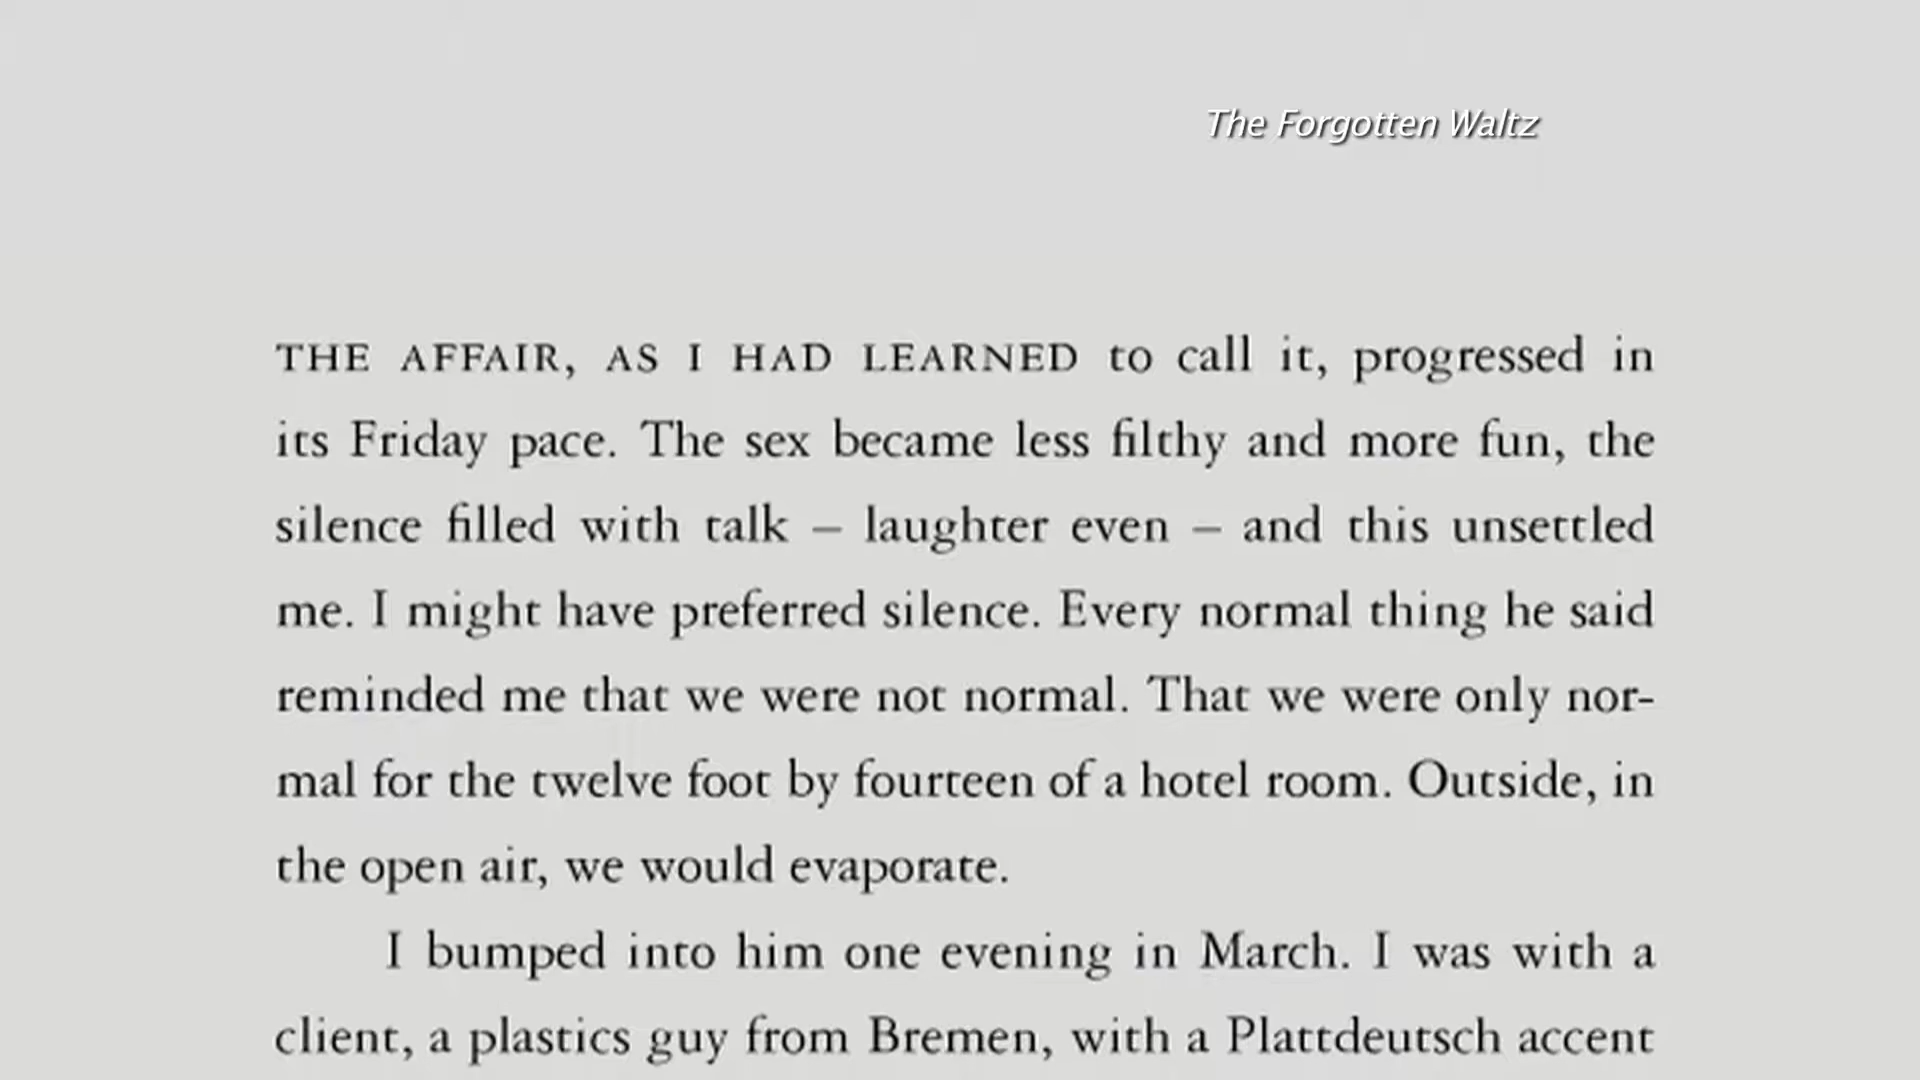 The Forgotten Waltz
THE AFFAIR, AS I HAD LEARNED to call it, progressed in
its Friday pace. The sex became less filthy and more fun, the
silence filled with talk – laughter even – and this unsettled
me. I might have preferred silence. Every normal thing he said
reminded me that we were not normal. That we were only nor-
mal for the twelve foot by fourteen of a hotel room. Outside, in
the open air, we would evaporate.
I bumped into him one evening in March. I was with a
client, a plastics guy from Bremen, with a Plattdeutsch accent